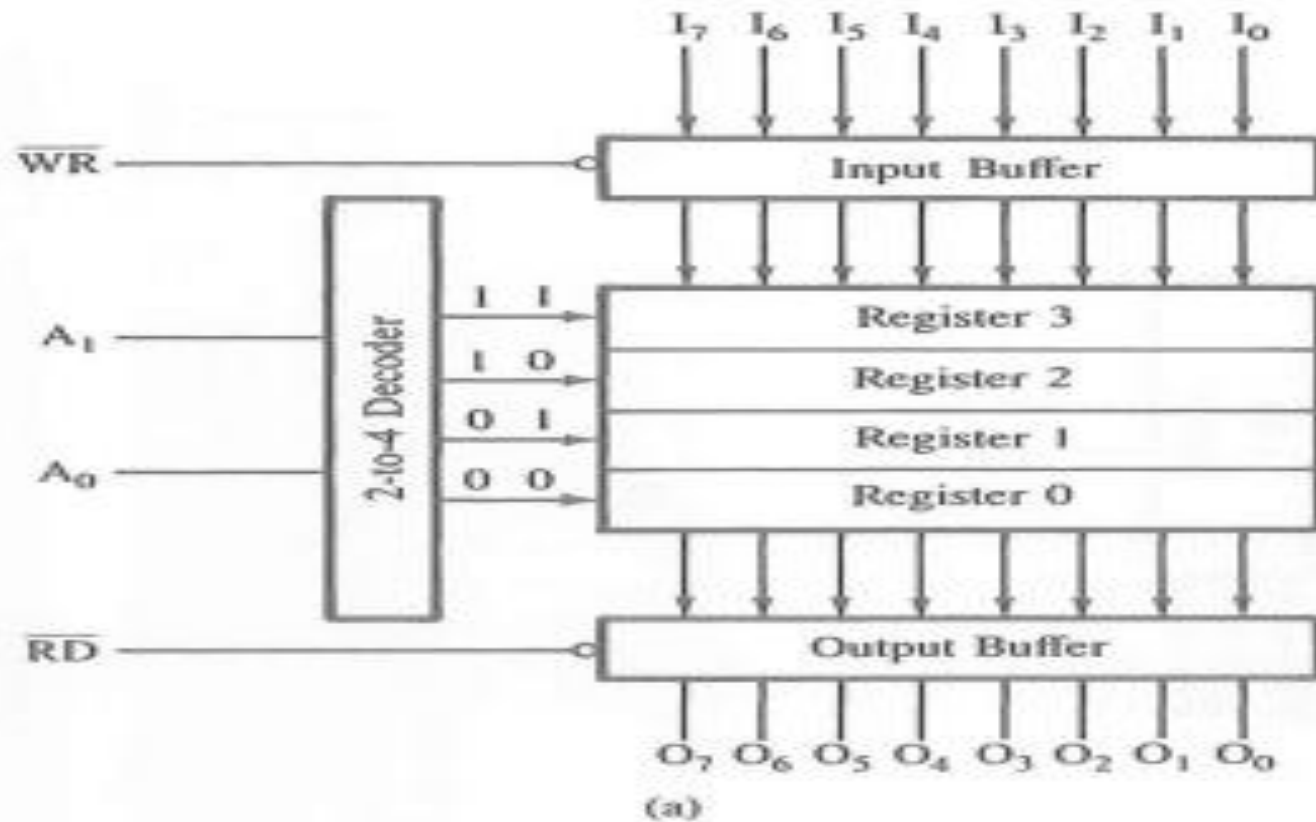 I₇ I₆ I₅ I₄ I₃ I₂ I₁ I₀
W̅R̅
Input Buffer
2-to-4 Decoder
A₁
A₀
1 1
1 0
0 1
0 0
Register 3
Register 2
Register 1
Register 0
R̅D̅
Output Buffer
O₇ O₆ O₅ O₄ O₃ O₂ O₁ O₀
(a)